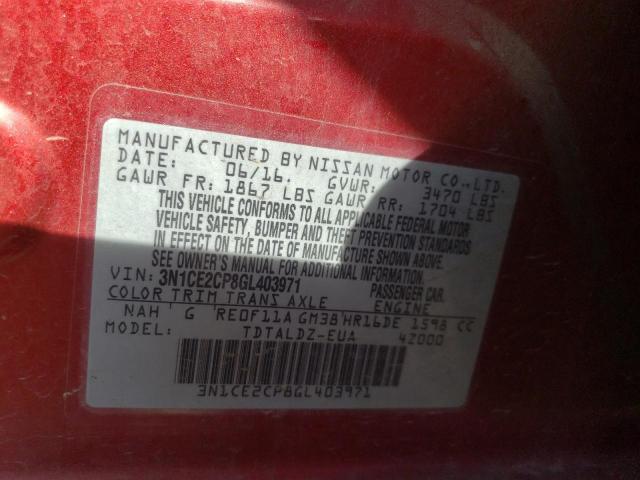 MANUFACTURED BY NISSAN MOTOR CO.,LTD.
DATE: 06/16. GVWR: 3470 LBS
GAWR FR: 1867 LBS GAWR RR: 1704 LBS
THIS VEHICLE CONFORMS TO ALL APPLICABLE FEDERAL MOTOR
VEHICLE SAFETY, BUMPER AND THEFT PREVENTION STANDARDS
IN EFFECT ON THE DATE OF MANUFACTURE SHOWN ABOVE.
SEE OWNER'S MANUAL FOR ADDITIONAL INFORMATION.
VIN: 3N1CE2CP8GL403971 PASSENGER CAR.
COLOR TRIM TRANS AXLE ENGINE
NAH G RE0F11A GM38 HR16DE 1598 CC
MODEL: TDTALDZ-EUA 42000
3N1CE2CP8GL403971